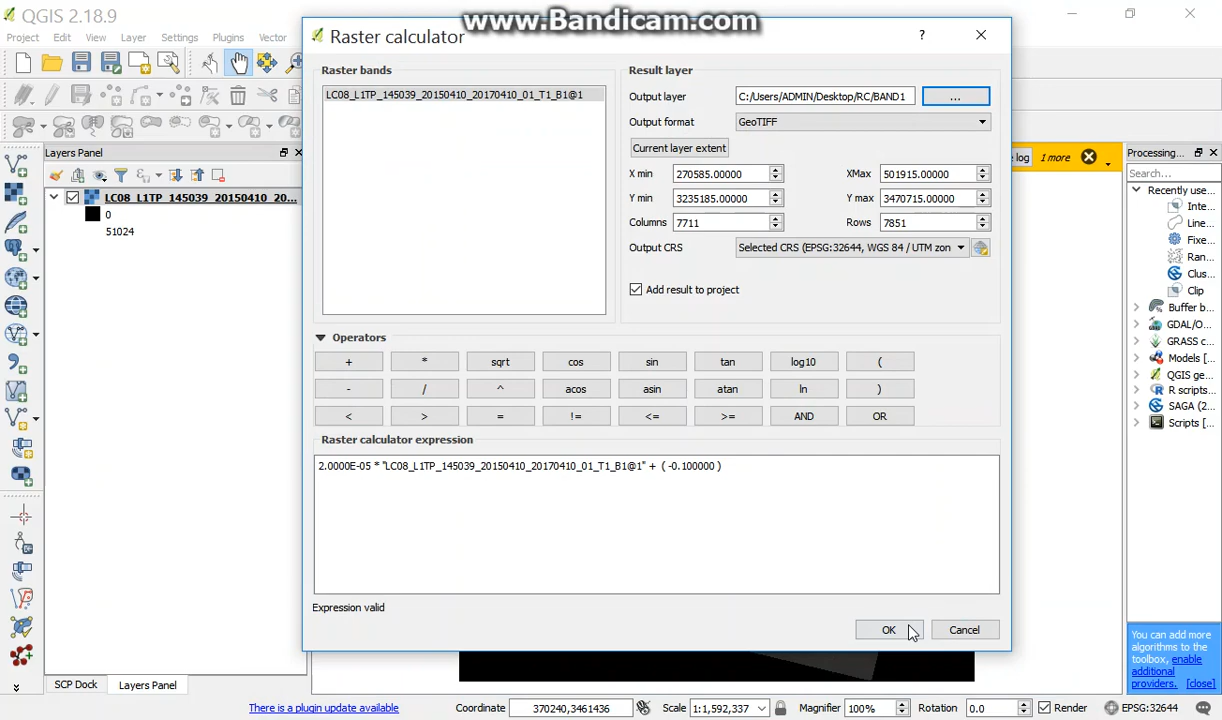 www.Bandicam.com
QGIS 2.18.9
Project Edit View Layer Settings Plugins Vector
Raster calculator
?
Raster bands
LC08_L1TP_145039_20150410_20170410_01_T1_B1@1
Result layer
Output layer C:/Users/ADMIN/Desktop/RC/BAND1 ...
Output format GeoTIFF
Current layer extent
X min 270585.00000 XMax 501915.00000
Y min 3235185.00000 Y max 3470715.00000
Columns 7711 Rows 7851
Output CRS Selected CRS (EPSG:32644, WGS 84 / UTM zon
Add result to project
Operators
+ * sqrt cos sin tan log10 (
- / ^ acos asin atan ln )
< > = != <= >= AND OR
Raster calculator expression
2.0000E-05 * "LC08_L1TP_145039_20150410_20170410_01_T1_B1@1" + ( -0.100000 )
Expression valid
OK Cancel
Layers Panel
LC08_L1TP_145039_20150410_20...
0
51024
SCP Dock Layers Panel
e log 1 more
Processing...
Search...
Recently use...
Inte...
Line...
Fixe...
Ran...
Clus...
Clip
Buffer b...
GDAL/O...
GRASS c...
Models [...
QGIS ge...
R scripts...
SAGA (2...
Scripts [...
You can add more
algorithms to the
toolbox, enable
additional
providers. [close]
There is a plugin update available
Coordinate 370240,3461436 Scale 1:1,592,337 Magnifier 100% Rotation 0.0 Render EPSG:32644